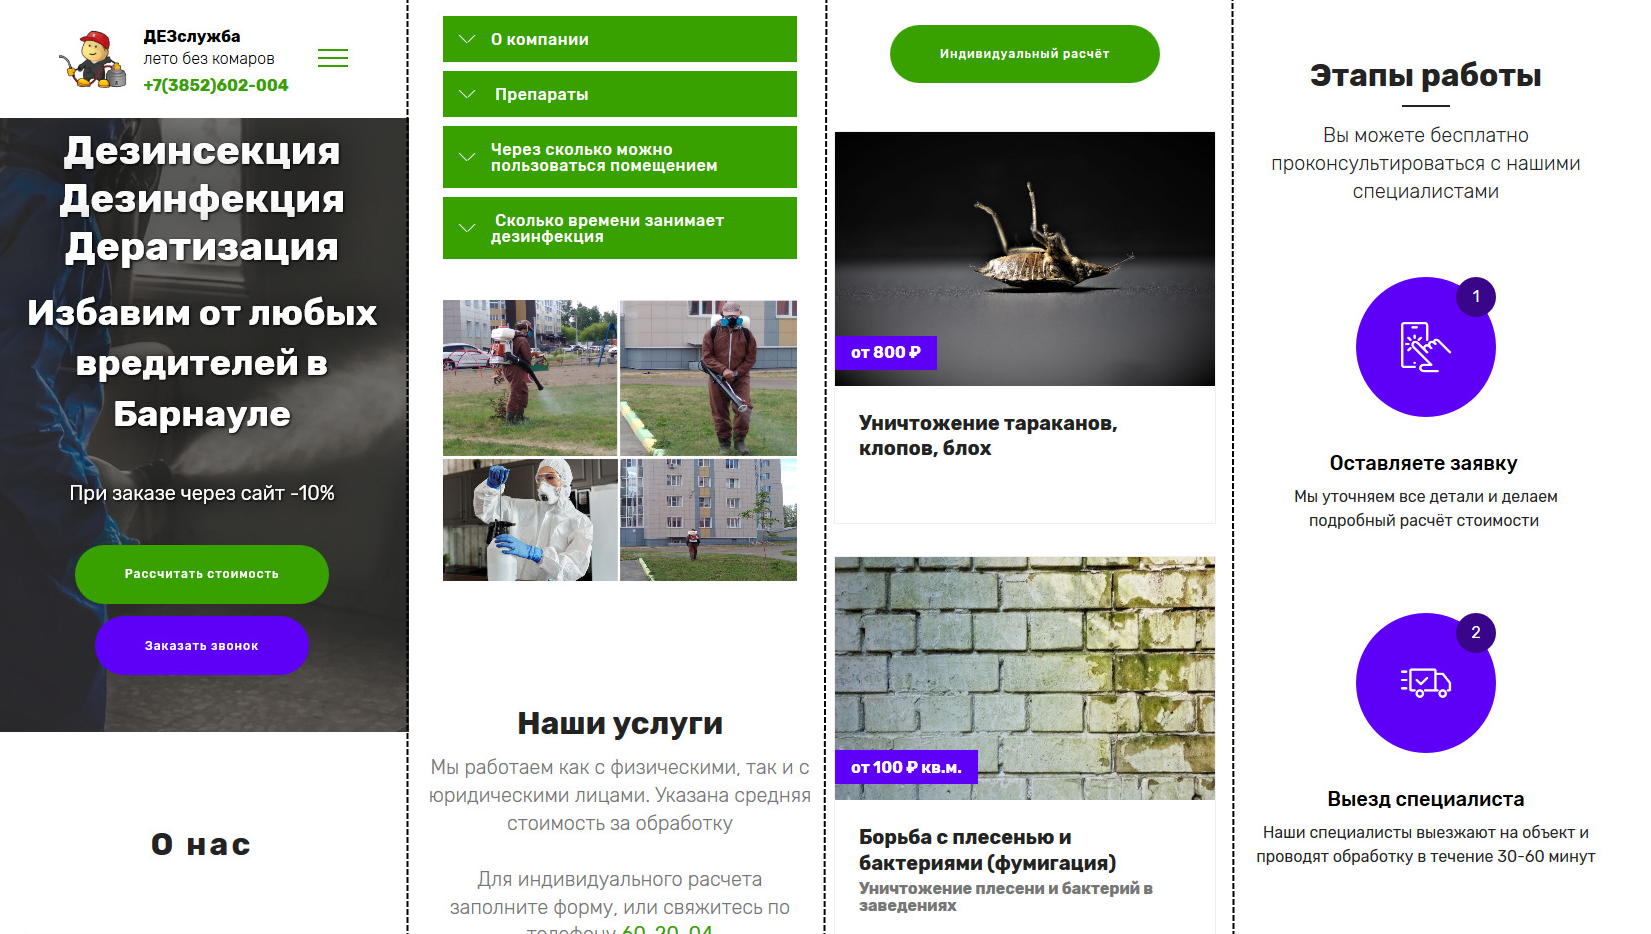 ДЕЗслужба
лето без комаров
+7(3852)602-004
Дезинсекция
Дезинфекция
Дератизация
Избавим от любых
вредителей в
Барнауле
При заказе через сайт -10%
Рассчитать стоимость
Заказать звонок
О нас
О компании
Препараты
Через сколько можно
пользоваться помещением
Сколько времени занимает
дезинфекция
Наши услуги
Мы работаем как с физическими, так и с
юридическими лицами. Указана средняя
стоимость за обработку
Для индивидуального расчета
заполните форму, или свяжитесь по
телефону 60-20-04
Индивидуальный расчёт
от 800 ₽
Уничтожение тараканов,
клопов, блох
от 100 ₽ кв.м.
Борьба с плесенью и
бактериями (фумигация)
Уничтожение плесени и бактерий в
заведениях
Этапы работы
Вы можете бесплатно
проконсультироваться с нашими
специалистами
1
Оставляете заявку
Мы уточняем все детали и делаем
подробный расчёт стоимости
2
Выезд специалиста
Наши специалисты выезжают на объект и
проводят обработку в течение 30-60 минут